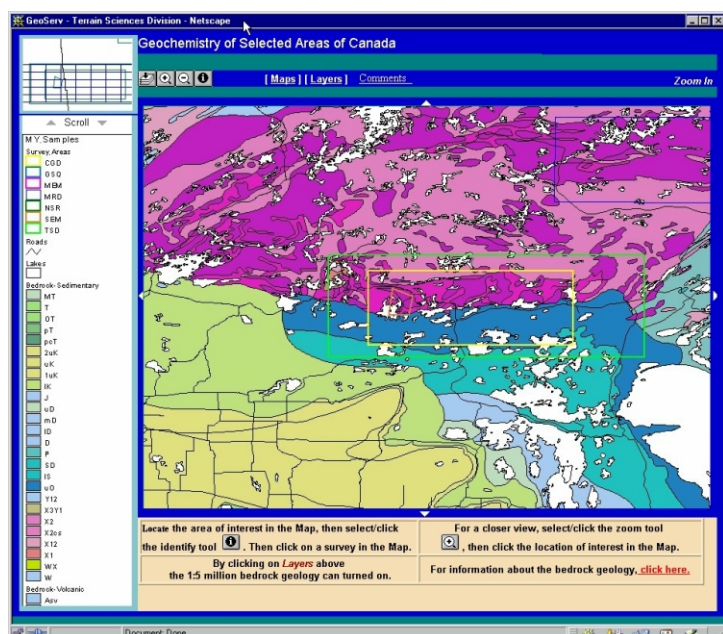 GeoServ - Terrain Sciences Division - Netscape
Geochemistry of Selected Areas of Canada
[ Maps ] [ Layers ] Comments
Zoom In
Scroll
MY_Samples
Survey_Areas
CGD
GSQ
MEM
MRD
NSR
SEM
TSD
Roads
Lakes
Bedrock- Sedimentary
MT
T
OT
pT
pcT
2uK
uK
1uK
lK
J
uD
mD
lD
D
P
SD
lS
uO
Y12
X3Y1
X2
X2cs
X12
X1
WX
W
Bedrock- Volcanic
Asv
Locate the area of interest in the Map, then select/click
the identify tool . Then click on a survey in the Map.
For a closer view, select/click the zoom tool
, then click the location of interest in the Map.
By clicking on Layers above
the 1:5 million bedrock geology can turned on.
For information about the bedrock geology, click here.
Document: Done